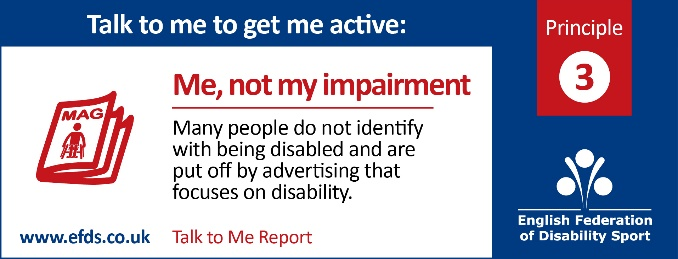 Talk to me to get me active:
Principle
3
Me, not my impairment
MAG
Many people do not identify
with being disabled and are
put off by advertising that
focuses on disability.
www.efds.co.uk
Talk to Me Report
English Federation
of Disability Sport